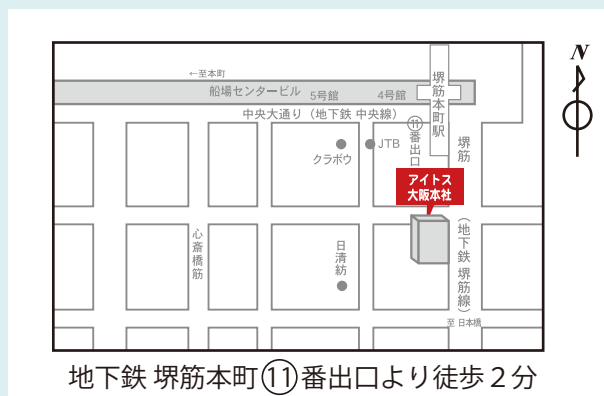 N
←至本町
船場センタービル 5号館 4号館
堺筋本町駅
中央大通り（地下鉄 中央線）
⑪番出口
堺筋
クラボウ
JTB
アイトス
大阪本社
心斎橋筋
日清紡
（地下鉄 堺筋線）
至 日本橋
地下鉄 堺筋本町⑪番出口より徒歩２分